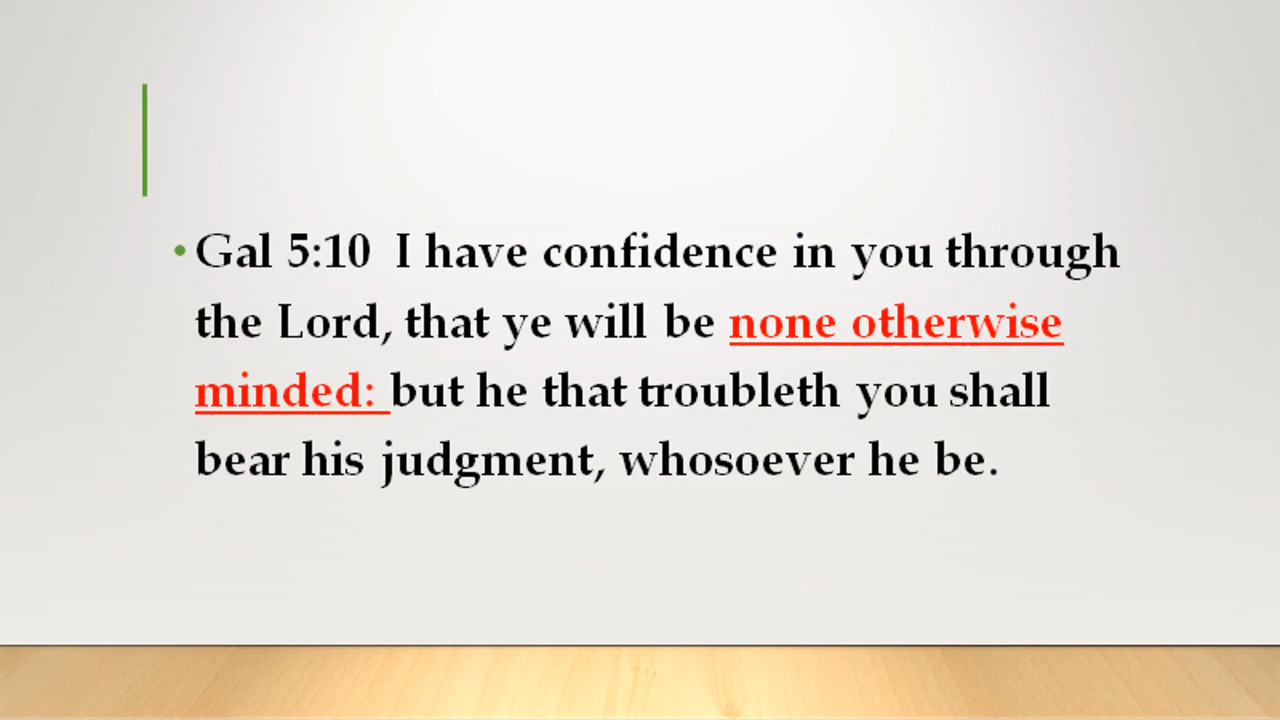 • Gal 5:10  I have confidence in you through
the Lord, that ye will be none otherwise
minded: but he that troubleth you shall
bear his judgment, whosoever he be.